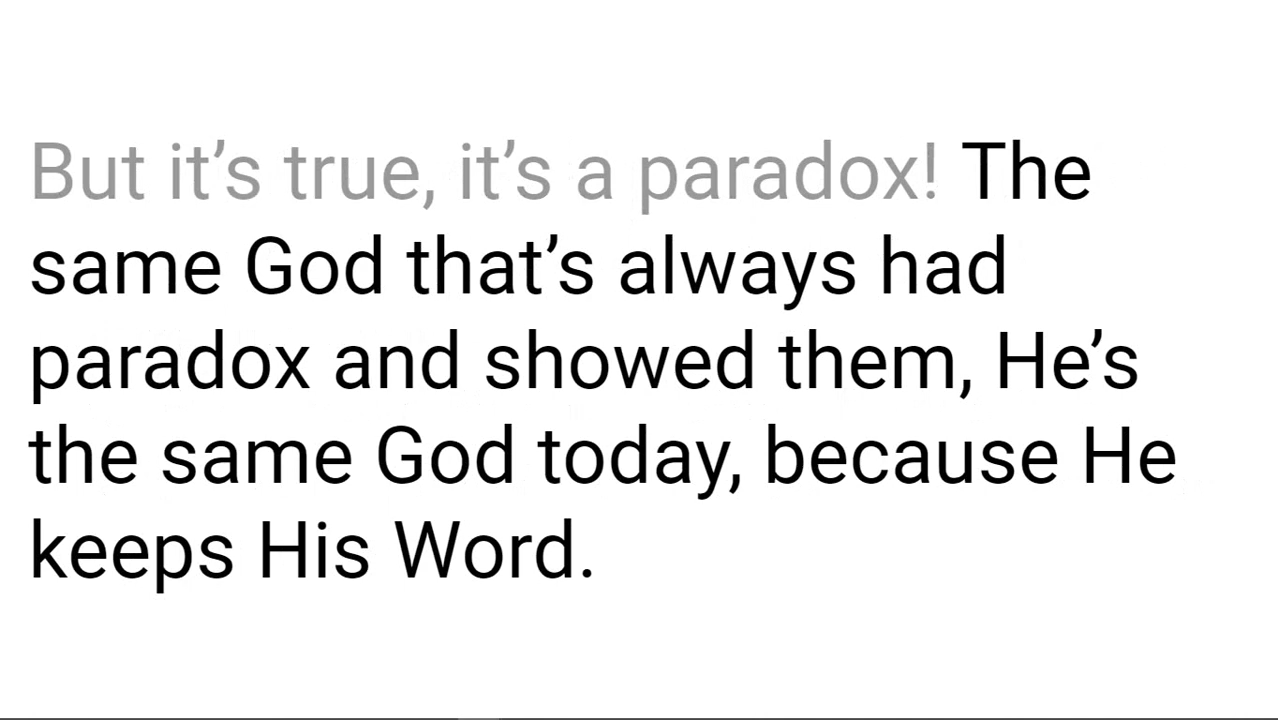 But it’s true, it’s a paradox! The
same God that’s always had
paradox and showed them, He’s
the same God today, because He
keeps His Word.